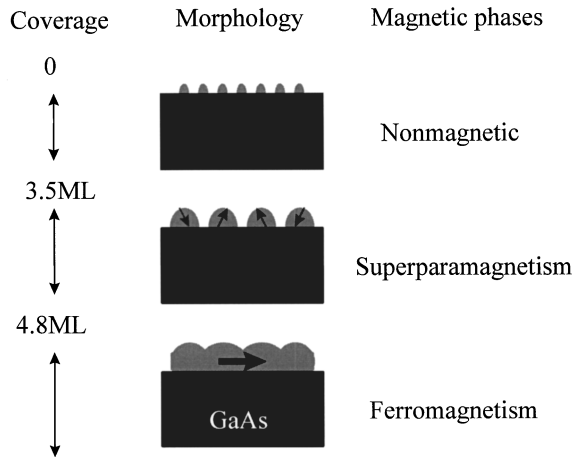 Coverage Morphology Magnetic phases
0
Nonmagnetic
3.5ML
Superparamagnetism
4.8ML
Ferromagnetism
GaAs